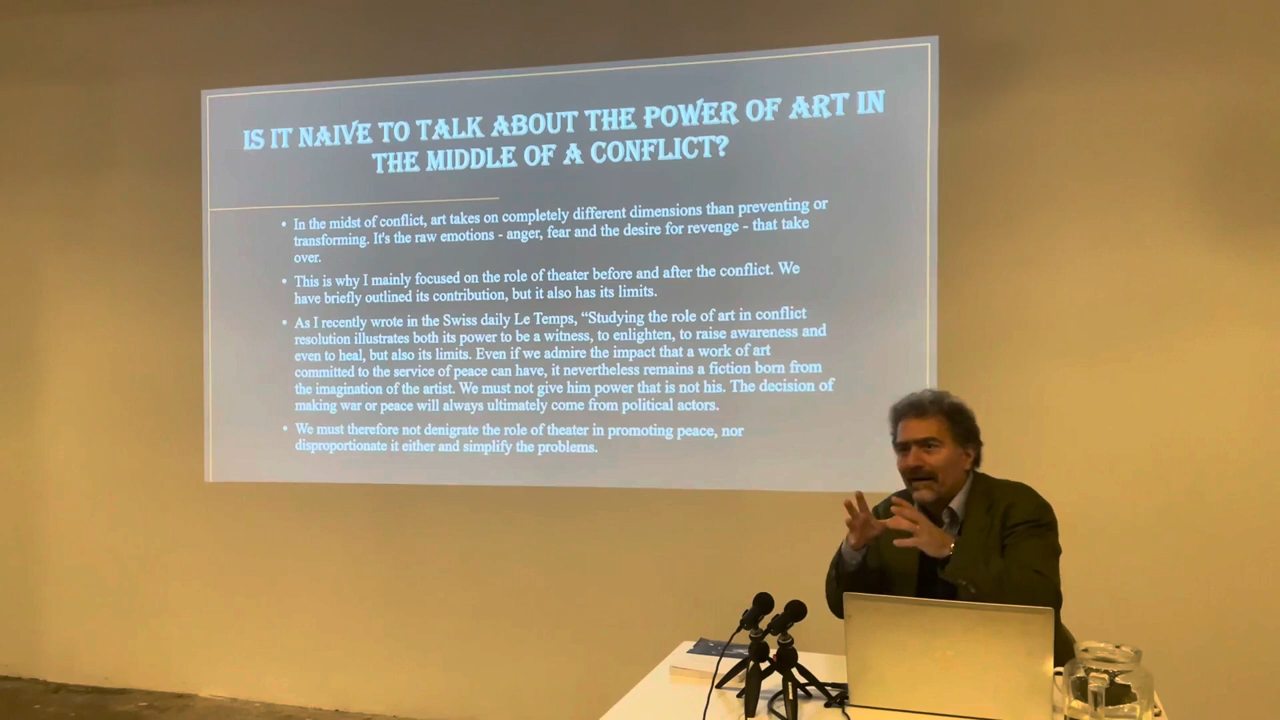 IS IT NAIVE TO TALK ABOUT THE POWER OF ART IN
THE MIDDLE OF A CONFLICT?
• In the midst of conflict, art takes on completely different dimensions than preventing or
transforming. It's the raw emotions - anger, fear and the desire for revenge - that take
over.
• This is why I mainly focused on the role of theater before and after the conflict. We
have briefly outlined its contribution, but it also has its limits.
• As I recently wrote in the Swiss daily Le Temps, “Studying the role of art in conflict
resolution illustrates both its power to be a witness, to enlighten, to raise awareness and
even to heal, but also its limits. Even if we admire the impact that a work of art
committed to the service of peace can have, it nevertheless remains a fiction born from
the imagination of the artist. We must not give him power that is not his. The decision of
making war or peace will always ultimately come from political actors.
• We must therefore not denigrate the role of theater in promoting peace, nor
disproportionate it either and simplify the problems.